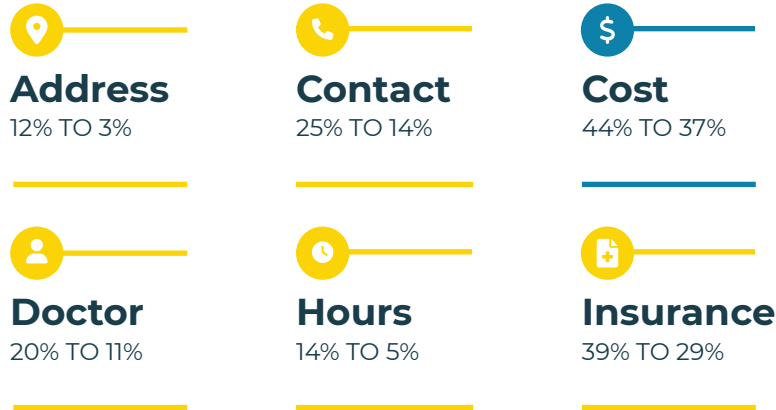 Address
12% TO 3%
Contact
25% TO 14%
Cost
44% TO 37%
Doctor
20% TO 11%
Hours
14% TO 5%
Insurance
39% TO 29%